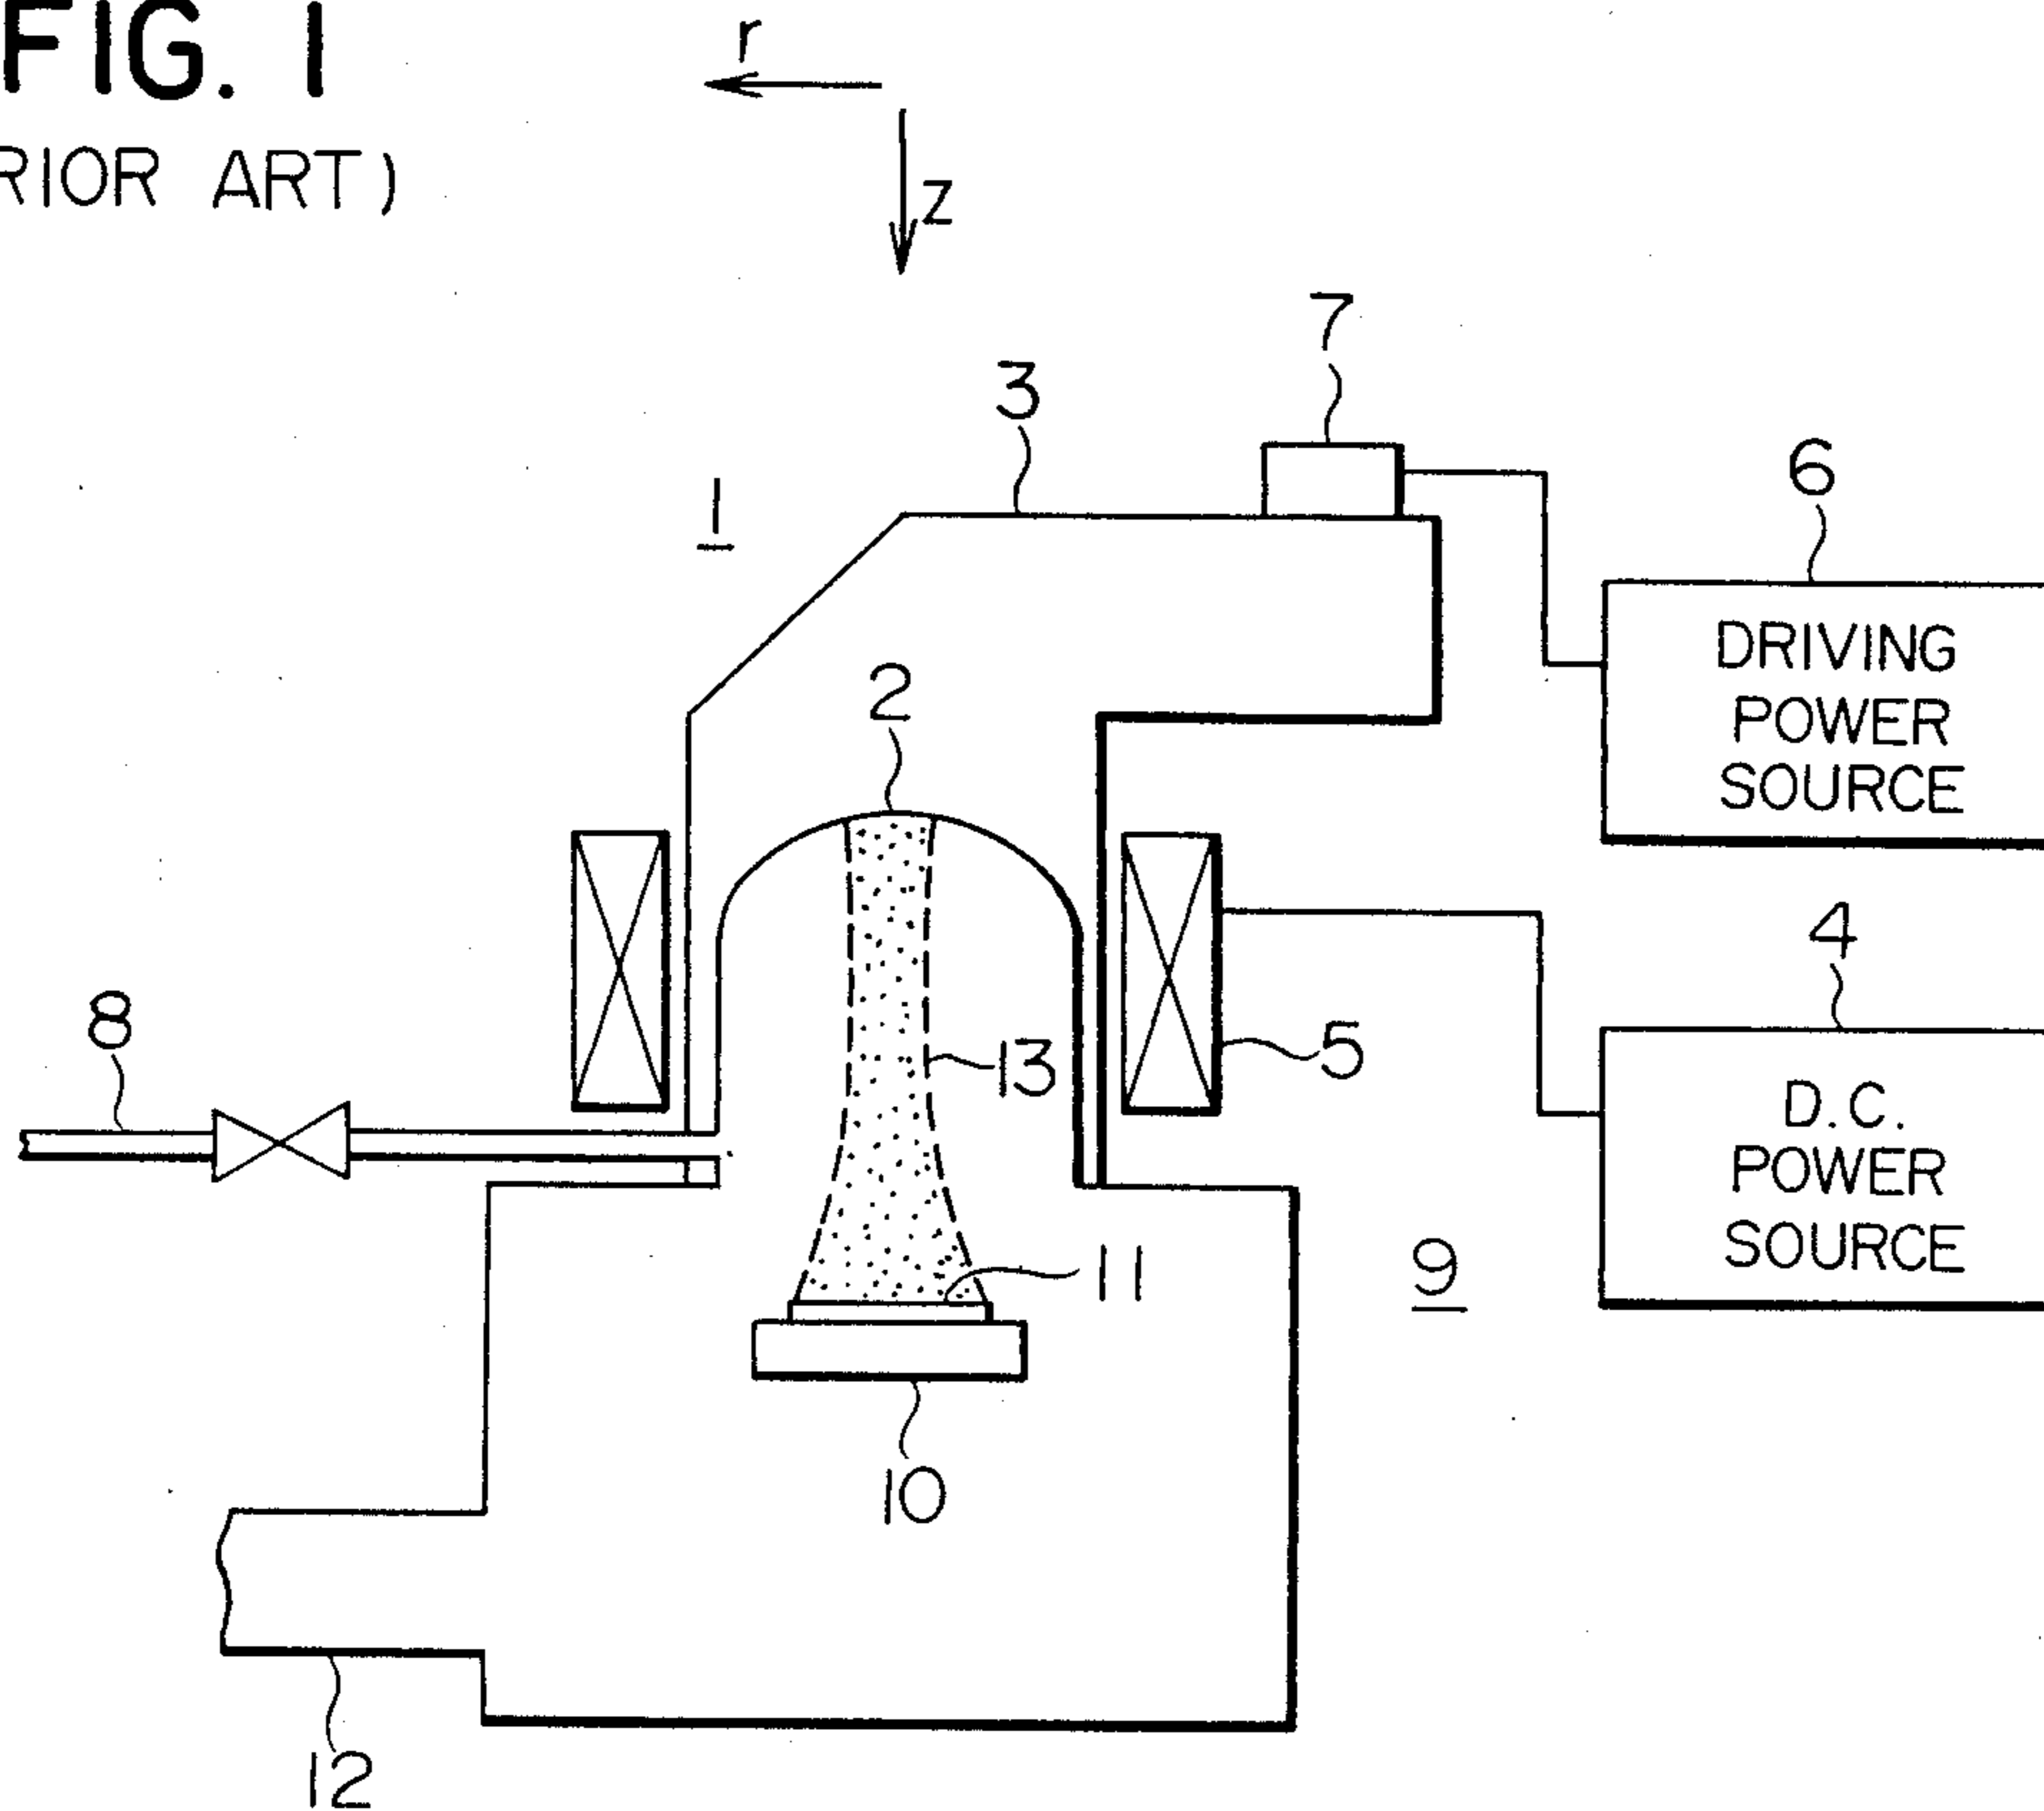 FIG. 1
RIOR ART)
r
z
7
3
6
1
DRIVING
POWER
SOURCE
2
4
8
13
5
D.C.
POWER
SOURCE
11
9
10
12